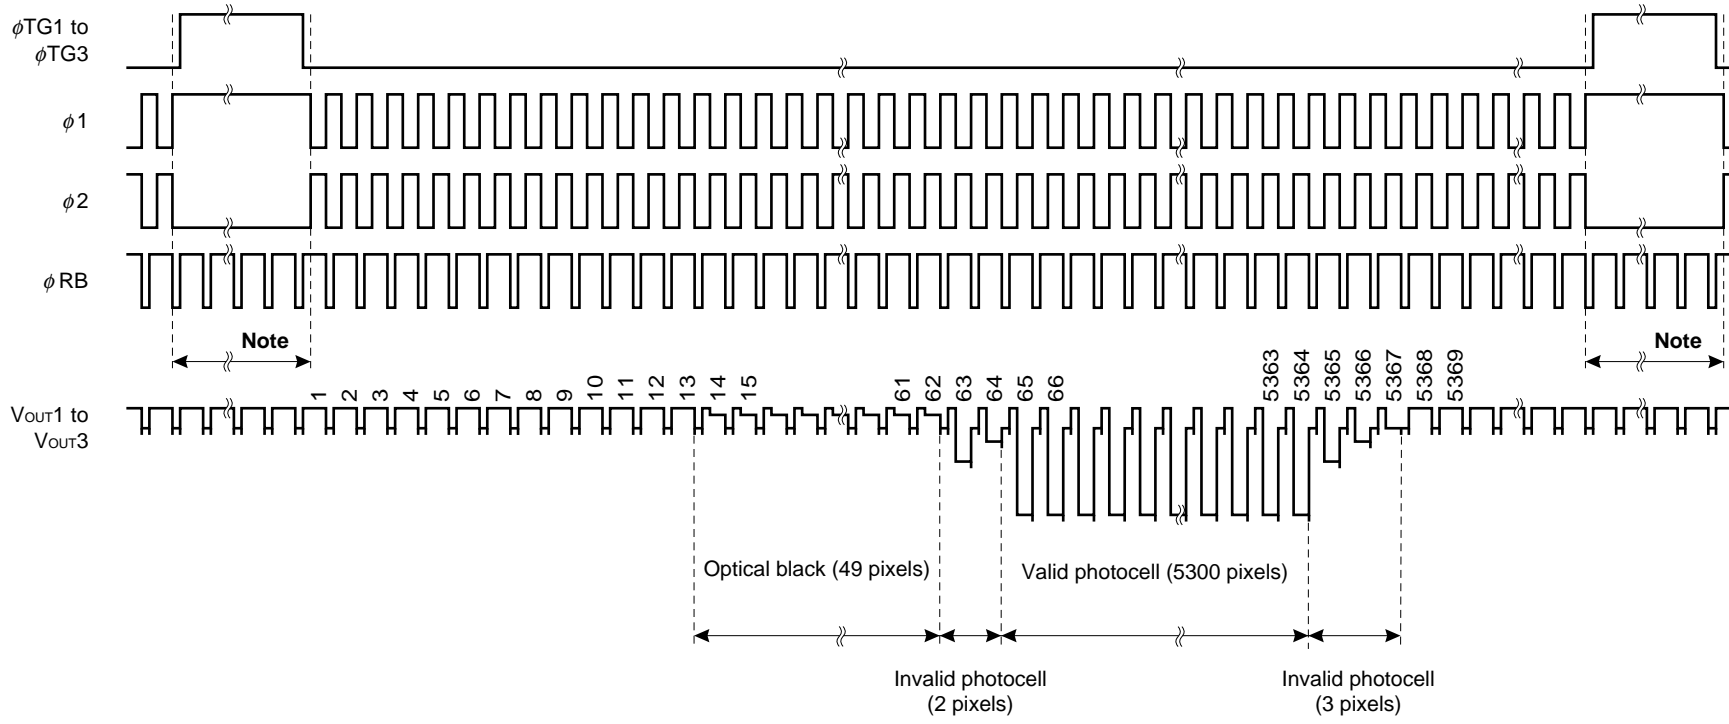 ϕTG1 to
ϕTG3
ϕ1
ϕ2
ϕRB
Note Note
VOUT1 to
VOUT3
1 2 3 4 5 6 7 8 9 10 11 12 13 14 15 61 62 63 64 65 66 5363 5364 5365 5366 5367 5368 5369
Optical black (49 pixels) Valid photocell (5300 pixels)
Invalid photocell
(2 pixels)
Invalid photocell
(3 pixels)